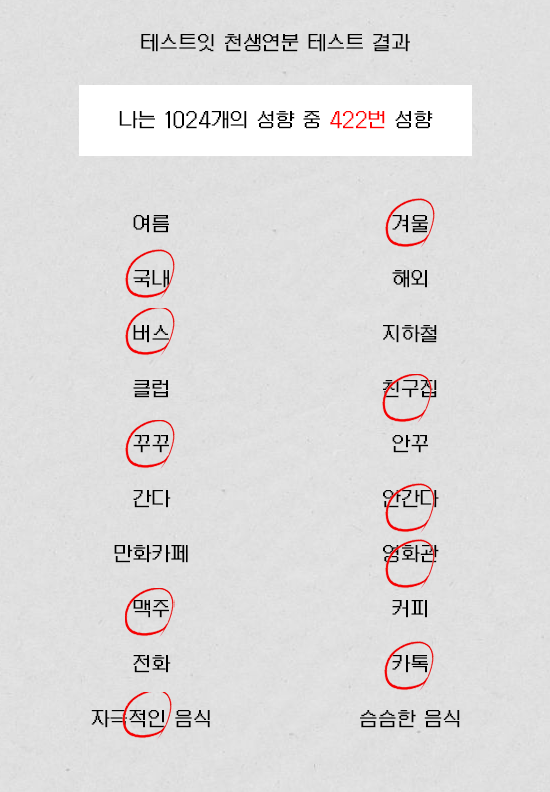 테스트잇 천생연분 테스트 결과
나는 1024개의 성향 중 422번 성향
여름 겨울
국내 해외
버스 지하철
클럽 친구집
꾸꾸 안꾸
간다 안간다
만화카페 영화관
맥주 커피
전화 카톡
자극적인 음식 슴슴한 음식